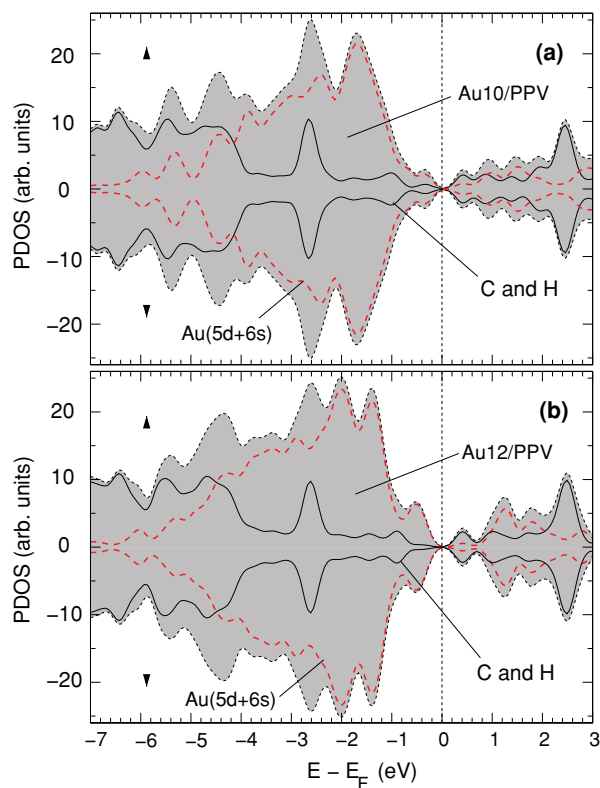 20
10
0
−10
−20
PDOS (arb. units)
(a)
Au10/PPV
C and H
Au(5d+6s)
20
10
0
−10
−20
PDOS (arb. units)
(b)
Au12/PPV
C and H
Au(5d+6s)
−7 −6 −5 −4 −3 −2 −1 0 1 2 3
E − E_F (eV)